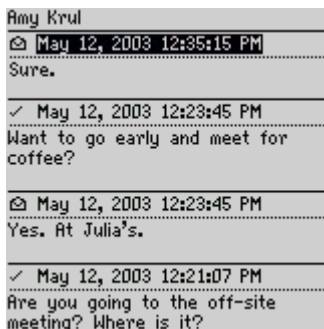 Amy Krul
May 12, 2003 12:35:15 PM
Sure.
May 12, 2003 12:23:45 PM
Want to go early and meet for
coffee?
May 12, 2003 12:23:45 PM
Yes. At Julia's.
May 12, 2003 12:21:07 PM
Are you going to the off-site
meeting? Where is it?